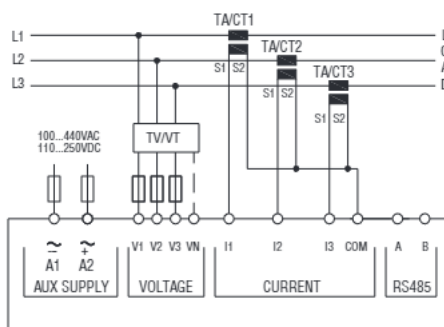 TA/CT1
L1
TA/CT2
L2
S1 S2
TA/CT3
L3
S1 S2
S1 S2
100...440VAC
110...250VDC
TV/VT
A1 A2
V1 V2 V3 VN I1 I2 I3 COM A B
AUX SUPPLY VOLTAGE CURRENT RS485